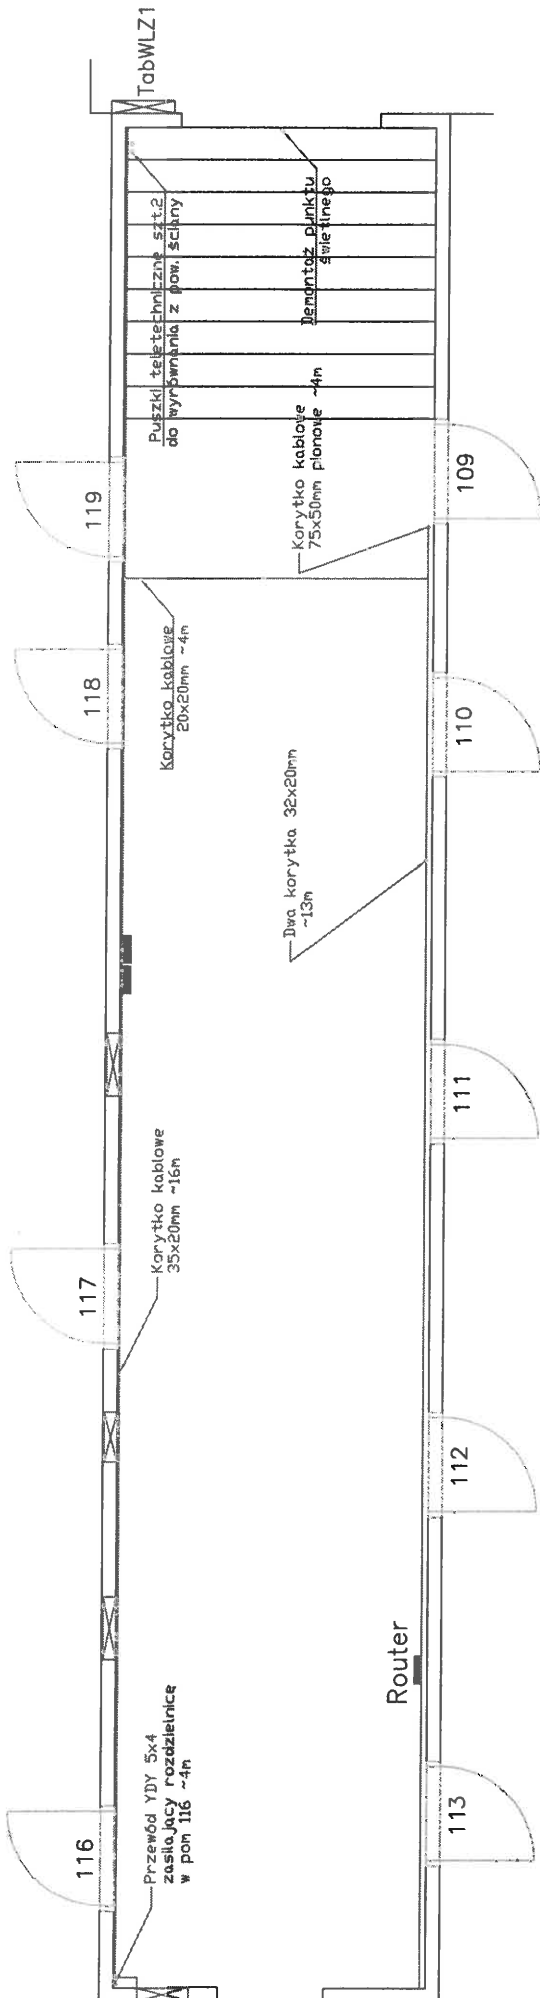 TabWLZ1
Puszki teletechniczne szt.2
do wyrównania z pow. ściany
Demontaż punktu
świetlnego
119
109
Korytko kablowe
75x50mm pionowe ~4m
Korytko kablowe
20x20mm ~4m
118
110
Dwa korytka 32x20mm
~13m
111
Korytko kablowe
35x20mm ~16m
117
112
Router
Przewód YDY 5x4
zasilający rozdzielnice
w pom 116 ~4m
116
113